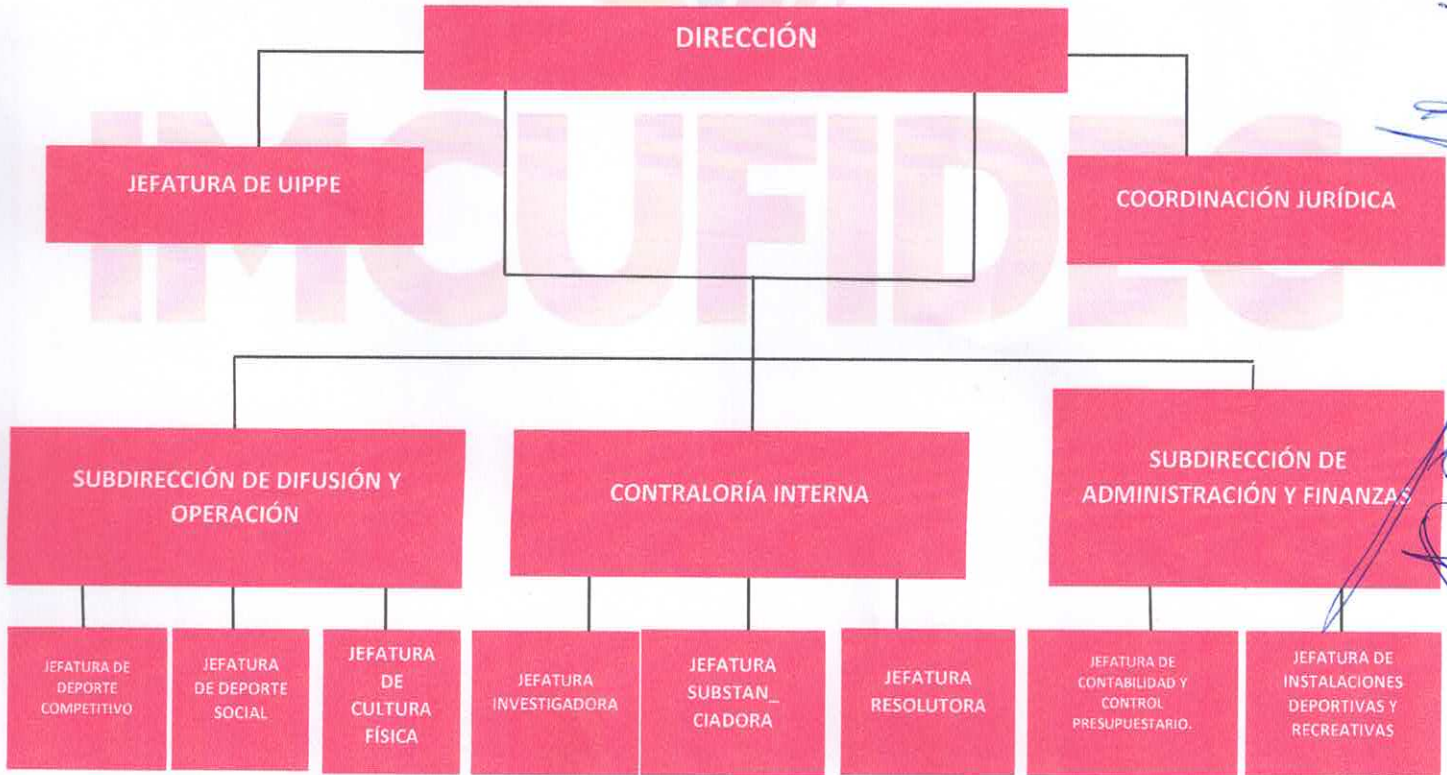 DIRECCIÓN
IMCUFIDEC
JEFATURA DE UIPPE
COORDINACIÓN JURÍDICA
SUBDIRECCIÓN DE DIFUSIÓN Y
OPERACIÓN
CONTRALORÍA INTERNA
SUBDIRECCIÓN DE
ADMINISTRACIÓN Y FINANZAS
JEFATURA DE
DEPORTE
COMPETITIVO
JEFATURA
DE DEPORTE
SOCIAL
JEFATURA
DE
CULTURA
FÍSICA
JEFATURA
INVESTIGADORA
JEFATURA
SUBSTAN_
CIADORA
JEFATURA
RESOLUTORA
JEFATURA DE
CONTABILIDAD Y
CONTROL
PRESUPUESTARIO.
JEFATURA DE
INSTALACIONES
DEPORTIVAS Y
RECREATIVAS